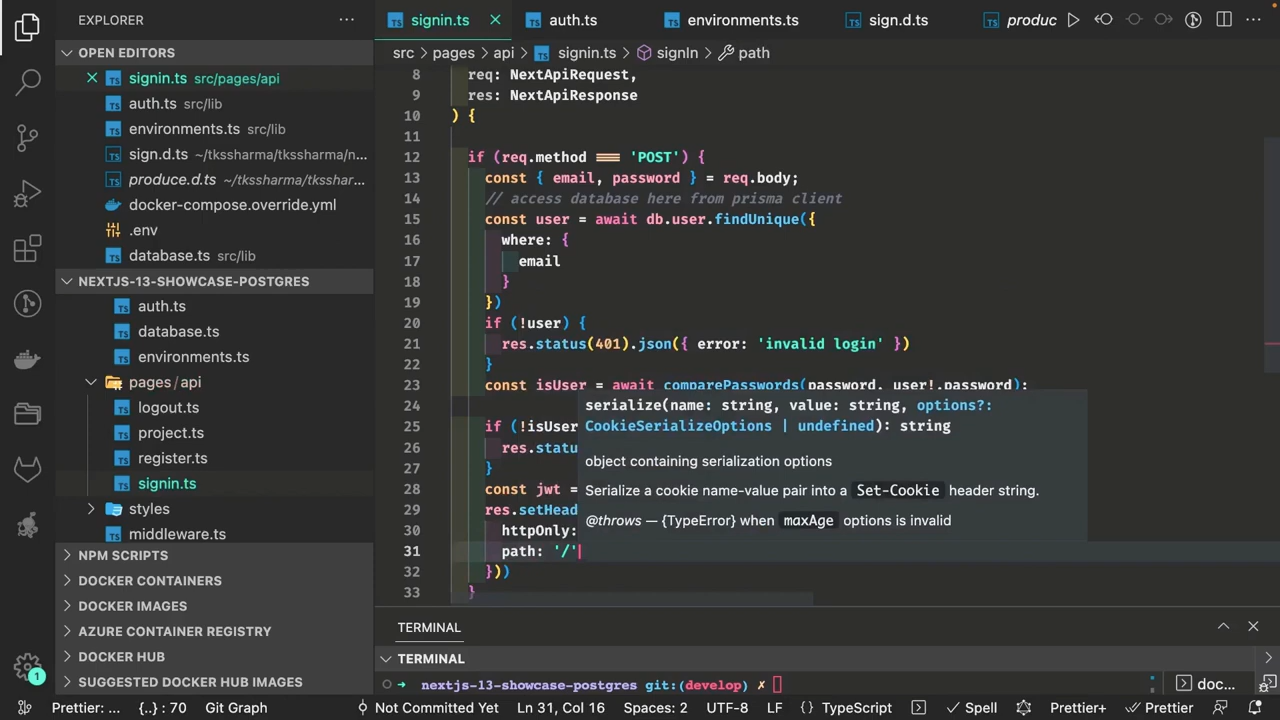 EXPLORER
OPEN EDITORS
signin.ts src/pages/api
auth.ts src/lib
environments.ts src/lib
sign.d.ts ~/tkssharma/tkssharma/n...
produce.d.ts ~/tkssharma/tksshar...
docker-compose.override.yml
.env
database.ts src/lib
NEXTJS-13-SHOWCASE-POSTGRES
auth.ts
database.ts
environments.ts
pages / api
logout.ts
project.ts
register.ts
signin.ts
styles
middleware.ts
NPM SCRIPTS
DOCKER CONTAINERS
DOCKER IMAGES
AZURE CONTAINER REGISTRY
DOCKER HUB
SUGGESTED DOCKER HUB IMAGES
signin.ts auth.ts environments.ts sign.d.ts produc
src > pages > api > signin.ts > signIn > path
8 req: NextApiRequest,
9 res: NextApiResponse
10 ) {
11
12 if (req.method === 'POST') {
13 const { email, password } = req.body;
14 // access database here from prisma client
15 const user = await db.user.findUnique({
16 where: {
17 email
18 }
19 })
20 if (!user) {
21 res.status(401).json({ error: 'invalid login' })
22 }
23 const isUser = await comparePasswords(password, user!.password);
24
25 if (!isUser
26 res.statu
27 }
28 const jwt =
29 res.setHead
30 httpOnly:
31 path: '/'
32 }))
33 }
serialize(name: string, value: string, options?:
CookieSerializeOptions | undefined): string
object containing serialization options
Serialize a cookie name-value pair into a Set-Cookie header string.
@throws — {TypeError} when maxAge options is invalid
TERMINAL
TERMINAL
nextjs-13-showcase-postgres git:(develop) ✗
doc...
1
Prettier: ... {..} : 70 Git Graph Not Committed Yet Ln 31, Col 16 Spaces: 2 UTF-8 LF {} TypeScript Spell Prettier+ Prettier